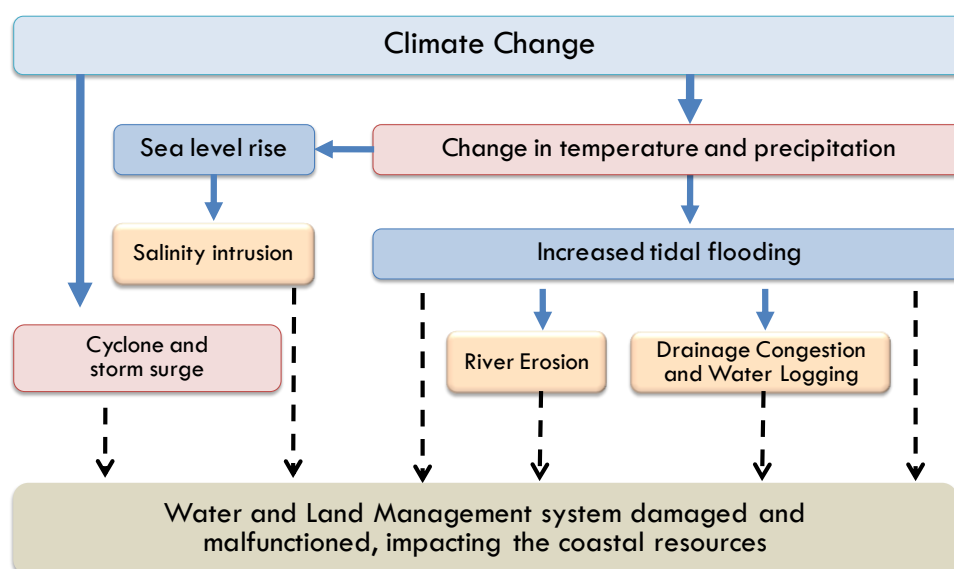 Climate Change
Sea level rise
Change in temperature and precipitation
Salinity intrusion
Increased tidal flooding
Cyclone and
storm surge
River Erosion
Drainage Congestion
and Water Logging
Water and Land Management system damaged and
malfunctioned, impacting the coastal resources